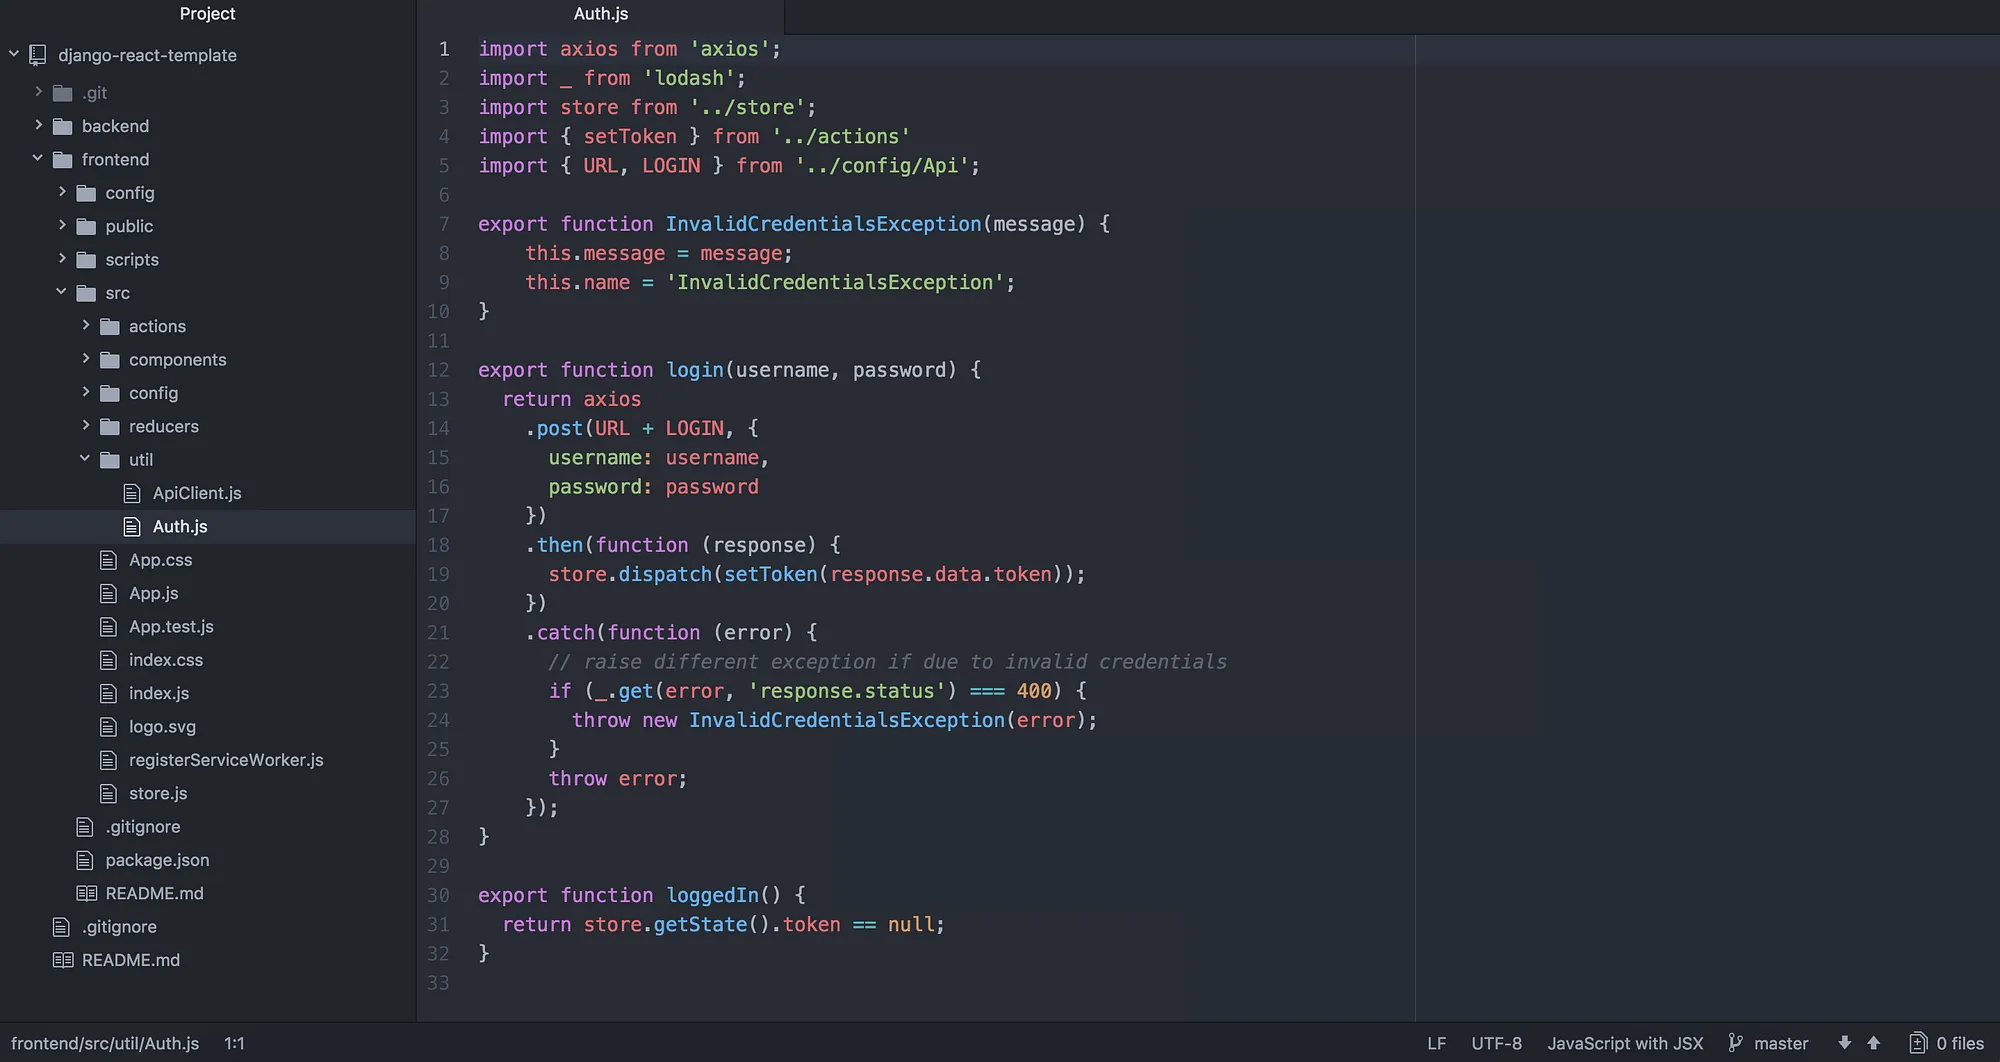 Project
django-react-template
.git
backend
frontend
config
public
scripts
src
actions
components
config
reducers
util
ApiClient.js
Auth.js
App.css
App.js
App.test.js
index.css
index.js
logo.svg
registerServiceWorker.js
store.js
.gitignore
package.json
README.md
.gitignore
README.md
Auth.js
1 import axios from 'axios';
2 import _ from 'lodash';
3 import store from '../store';
4 import { setToken } from '../actions'
5 import { URL, LOGIN } from '../config/Api';
6
7 export function InvalidCredentialsException(message) {
8     this.message = message;
9     this.name = 'InvalidCredentialsException';
10 }
11
12 export function login(username, password) {
13   return axios
14     .post(URL + LOGIN, {
15       username: username,
16       password: password
17     })
18     .then(function (response) {
19       store.dispatch(setToken(response.data.token));
20     })
21     .catch(function (error) {
22       // raise different exception if due to invalid credentials
23       if (_.get(error, 'response.status') === 400) {
24         throw new InvalidCredentialsException(error);
25       }
26       throw error;
27     });
28 }
29
30 export function loggedIn() {
31   return store.getState().token == null;
32 }
33
frontend/src/util/Auth.js 1:1 LF UTF-8 JavaScript with JSX master 0 files